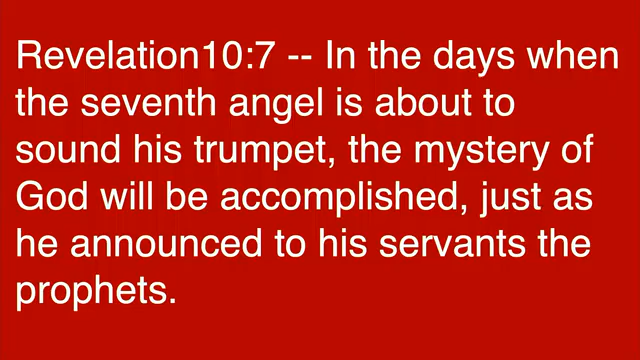 Revelation10:7 -- In the days when
the seventh angel is about to
sound his trumpet, the mystery of
God will be accomplished, just as
he announced to his servants the
prophets.